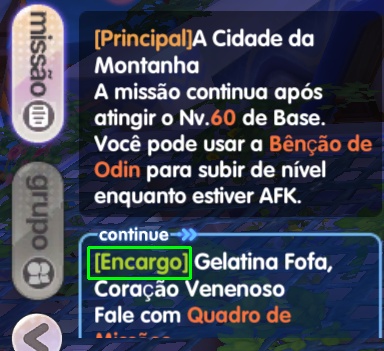 missão
grupo
[Principal]A Cidade da
Montanha
A missão continua após
atingir o Nv.60 de Base.
Você pode usar a Bênção de
Odin para subir de nível
enquanto estiver AFK.
continue
[Encargo] Gelatina Fofa,
Coração Venenoso
Fale com Quadro de
Missões